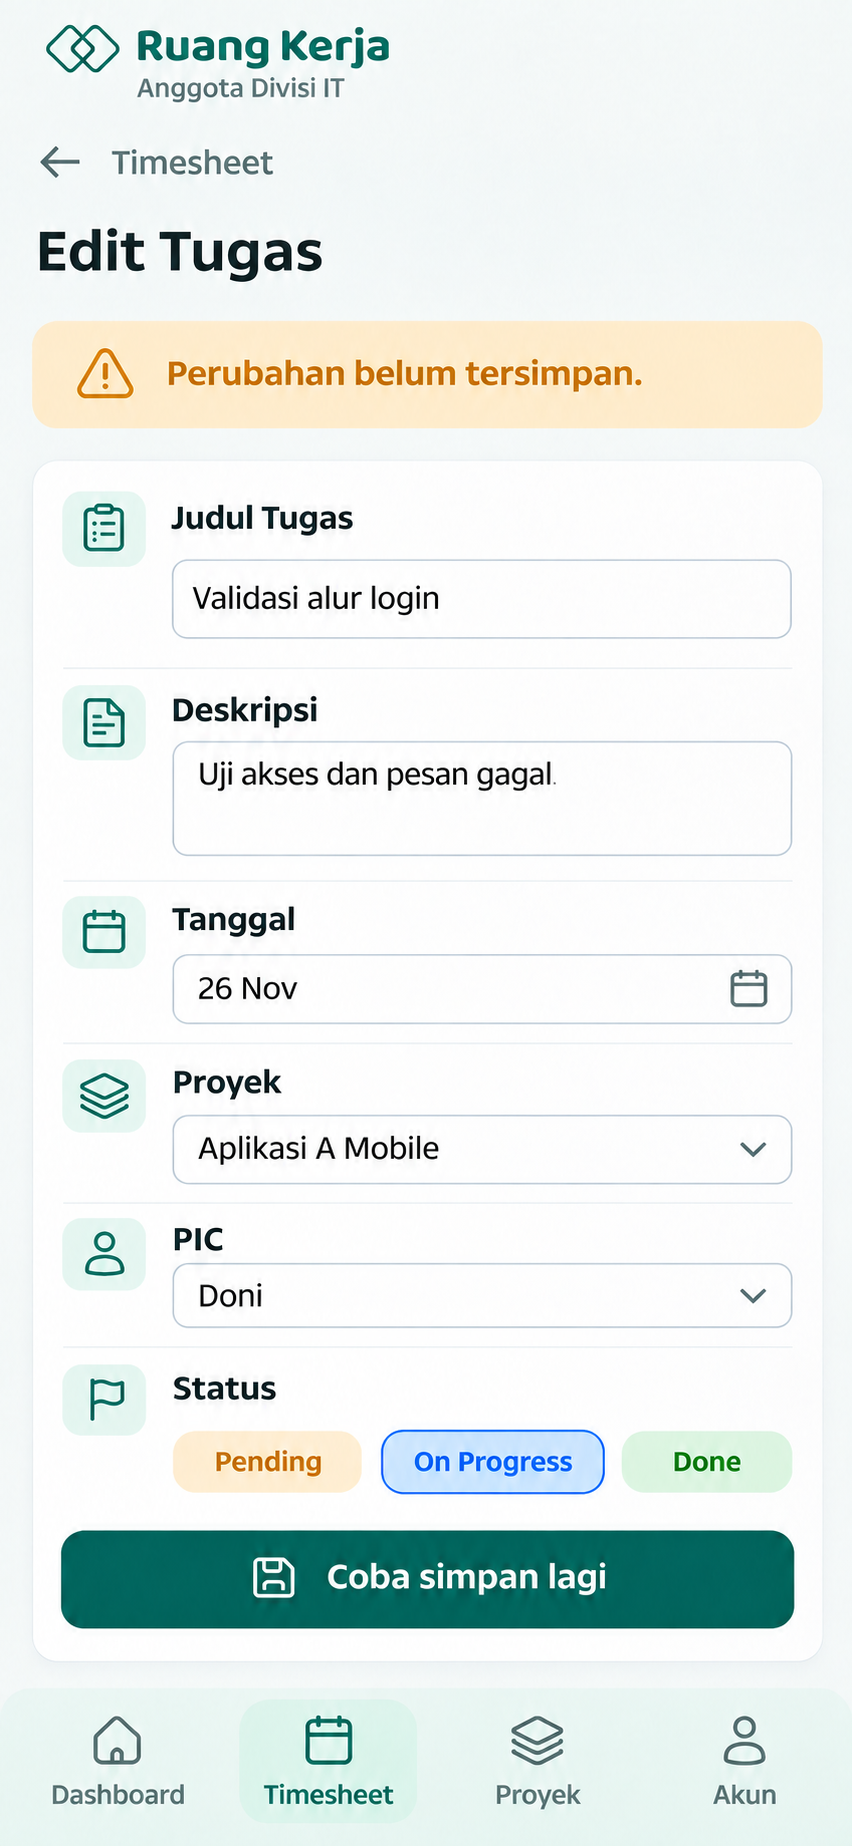 Ruang Kerja
Anggota Divisi IT
Timesheet
Edit Tugas
Perubahan belum tersimpan.
Judul Tugas
Validasi alur login
Deskripsi
Uji akses dan pesan gagal.
Tanggal
26 Nov
Proyek
Aplikasi A Mobile
PIC
Doni
Status
Pending On Progress Done
Coba simpan lagi
Dashboard Timesheet Proyek Akun